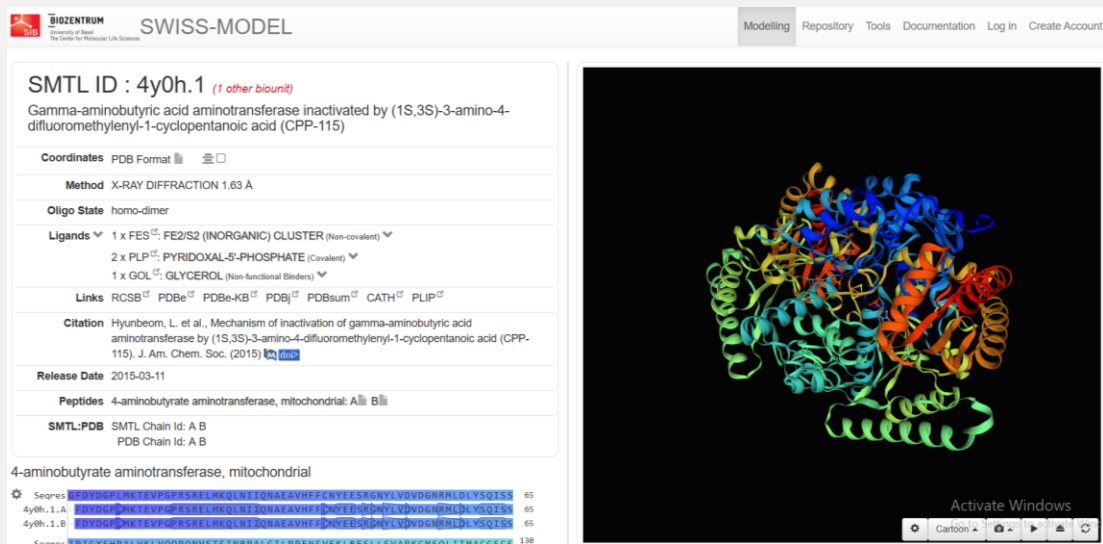 SIB
BIOZENTRUM
University of Basel
The Center for Molecular Life Sciences
SWISS-MODEL
Modelling Repository Tools Documentation Log in Create Account
SMTL ID : 4y0h.1 (1 other biounit)
Gamma-aminobutyric acid aminotransferase inactivated by (1S,3S)-3-amino-4-
difluoromethylenyl-1-cyclopentanoic acid (CPP-115)
Coordinates PDB Format
Method X-RAY DIFFRACTION 1.63 Å
Oligo State homo-dimer
Ligands 1 x FES: FE2/S2 (INORGANIC) CLUSTER (Non-covalent)
2 x PLP: PYRIDOXAL-5'-PHOSPHATE (Covalent)
1 x GOL: GLYCEROL (Non-functional Binders)
Links RCSB PDBe PDBe-KB PDBj PDBsum CATH PLIP
Citation Hyunbeom, L. et al., Mechanism of inactivation of gamma-aminobutyric acid
aminotransferase by (1S,3S)-3-amino-4-difluoromethylenyl-1-cyclopentanoic acid (CPP-
115). J. Am. Chem. Soc. (2015) doi>
Release Date 2015-03-11
Peptides 4-aminobutyrate aminotransferase, mitochondrial: A B
SMTL:PDB SMTL Chain Id: A B
PDB Chain Id: A B
4-aminobutyrate aminotransferase, mitochondrial
Seqres GFDYDGPLMKTEVPGPRSRELMKQLNIIQNAEAVHFFCNYEESRGNYLVDVDGNRMLDLYSQISS 65
4y0h.1.A -FDYDGPLMKTEVPGPRSRELMKQLNIIQNAEAVHFFCNYEESRGNYLVDVDGNRMLDLYSQISS 65
4y0h.1.B -FDYDGPLMKTEVPGPRSRELMKQLNIIQNAEAVHFFCNYEESRGNYLVDVDGNRMLDLYSQISS 65
Seqres 130
Activate Windows
Cartoon